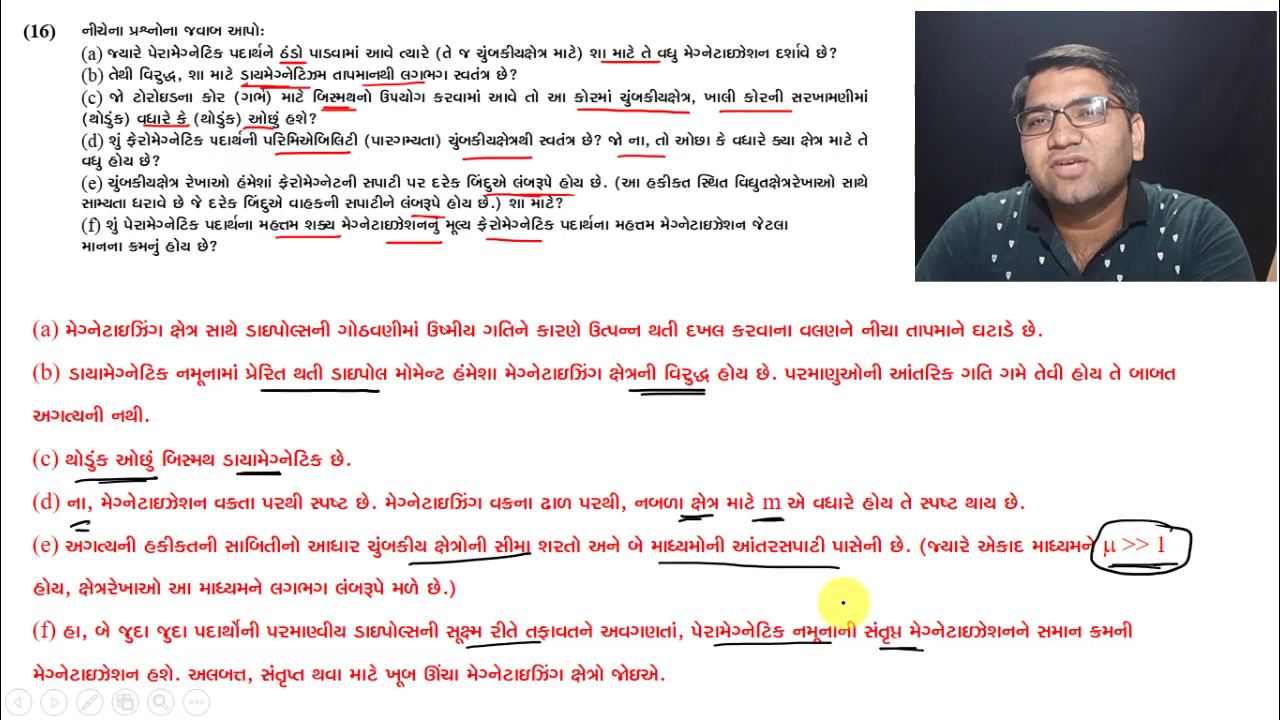 (16) નીચેના પ્રશ્નોના જવાબ આપો:
(a) જ્યારે પેરામેગ્નેટિક પદાર્થને ઠંડો પાડવામાં આવે ત્યારે (તે જ ચુંબકીયક્ષેત્ર માટે) શા માટે તે વધુ મેગ્નેટાઇઝેશન દર્શાવે છે?
(b) તેથી વિરુદ્ધ, શા માટે ડાયમેગ્નેટિઝમ તાપમાનથી લગભગ સ્વતંત્ર છે?
(c) જો ટોરોઇડના કોર (ગર્ભ) માટે બિસ્મથનો ઉપયોગ કરવામાં આવે તો આ કોરમાં ચુંબકીયક્ષેત્ર, ખાલી કોરની સરખામણીમાં
(થોડુંક) વધારે કે (થોડુંક) ઓછું હશે?
(d) શું ફેરોમેગ્નેટિક પદાર્થની પરિમિએબિલિટી (પારગમ્યતા) ચુંબકીયક્ષેત્રથી સ્વતંત્ર છે? જો ના, તો ઓછા કે વધારે ક્યા ક્ષેત્ર માટે તે
વધુ હોય છે?
(e) ચુંબકીયક્ષેત્ર રેખાઓ હંમેશાં ફેરોમેગ્નેટની સપાટી પર દરેક બિંદુએ લંબરૂપે હોય છે. (આ હકીકત સ્થિત વિદ્યુતક્ષેત્રરેખાઓ સાથે
સામ્યતા ધરાવે છે જે દરેક બિંદુએ વાહકની સપાટીને લંબરૂપે હોય છે.) શા માટે?
(f) શું પેરામેગ્નેટિક પદાર્થના મહત્તમ શક્ય મેગ્નેટાઇઝેશનનું મૂલ્ય ફેરોમેગ્નેટિક પદાર્થના મહત્તમ મેગ્નેટાઇઝેશન જેટલા
માનના ક્રમનું હોય છે?
(a) મેગ્નેટાઇઝિંગ ક્ષેત્ર સાથે ડાઇપોલ્સની ગોઠવણીમાં ઉષ્મીય ગતિને કારણે ઉત્પન્ન થતી દખલ કરવાના વલણને નીચા તાપમાને ઘટાડે છે.
(b) ડાયામેગ્નેટિક નમૂનામાં પ્રેરિત થતી ડાઇપોલ મોમેન્ટ હંમેશા મેગ્નેટાઇઝિંગ ક્ષેત્રની વિરુદ્ધ હોય છે. પરમાણુઓની આંતરિક ગતિ ગમે તેવી હોય તે બાબત
અગત્યની નથી.
(c) થોડુંક ઓછું બિસ્મથ ડાયામેગ્નેટિક છે.
(d) ના, મેગ્નેટાઇઝેશન વક્રતા પરથી સ્પષ્ટ છે. મેગ્નેટાઇઝિંગ વક્રના ઢાળ પરથી, નબળા ક્ષેત્ર માટે m એ વધારે હોય તે સ્પષ્ટ થાય છે.
(e) અગત્યની હકીકતની સાબિતીનો આધાર ચુંબકીય ક્ષેત્રોની સીમા શરતો અને બે માધ્યમોની આંતરસપાટી પાસેની છે. (જ્યારે એકાદ માધ્યમને μ >> 1
હોય, ક્ષેત્રરેખાઓ આ માધ્યમને લગભગ લંબરૂપે મળે છે.)
(f) હા, બે જુદા જુદા પદાર્થોની પરમાણ્વીય ડાઇપોલ્સની સૂક્ષ્મ રીતે તફાવતને અવગણતાં, પેરામેગ્નેટિક નમૂનાની સંતૃપ્ત મેગ્નેટાઇઝેશનને સમાન ક્રમની
મેગ્નેટાઇઝેશન હશે. અલબત્ત, સંતૃપ્ત થવા માટે ખૂબ ઊંચા મેગ્નેટાઇઝિંગ ક્ષેત્રો જોઇએ.